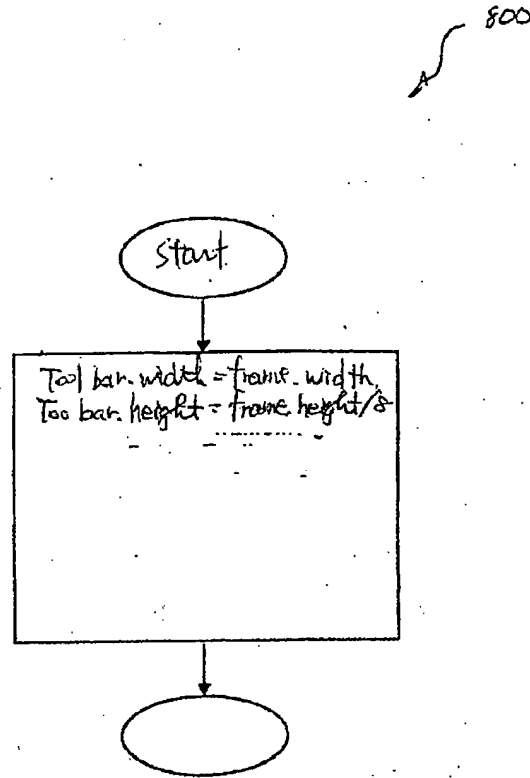 800
start
Tool bar. width = frame. width,
Too bar. height = frame. height/8